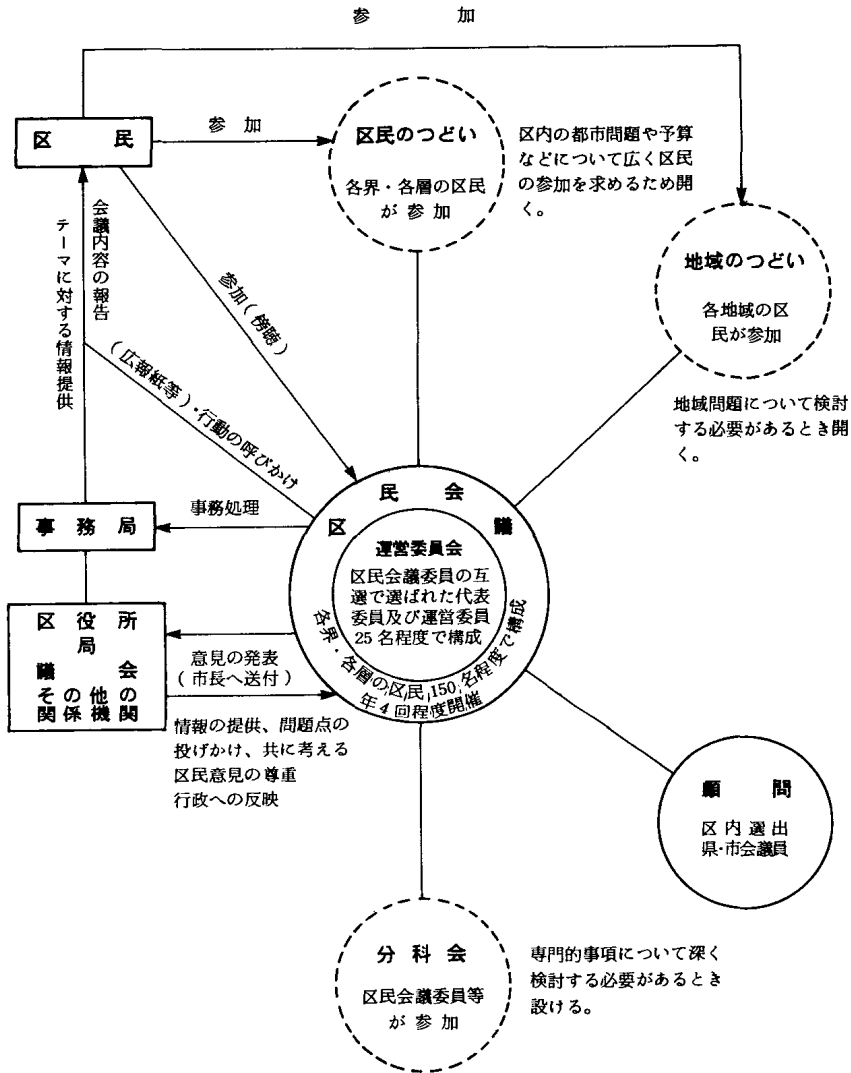 参　　　加
区　　民
参　加
区民のつどい
各界・各層の区民
が　参　加
区内の都市問題や予算
などについて広く区民
の参加を求めるため開
く。
地域のつどい
各地域の区
民が参加
地域問題について検討
する必要があるとき開
く。
会議内容の報告
テーマに対する情報提供
参加(傍聴)
(広報紙等)・行動の呼びかけ
事務局
事務処理
区民会議
運営委員会
区民会議委員の互
選で選ばれた代表
委員及び運営委員
25名程度で構成
各界・各層の区民,150,名程度で構成
年4回程度開催
区役所
局
議会
その他の
関係機関
意見の発表
(市長へ送付)
情報の提供、問題点の
投げかけ、共に考える
区民意見の尊重
行政への反映
顧　　問
区内選出
県・市会議員
分科会
区民会議委員等
が　参　加
専門的事項について深く
検討する必要があるとき
設ける。